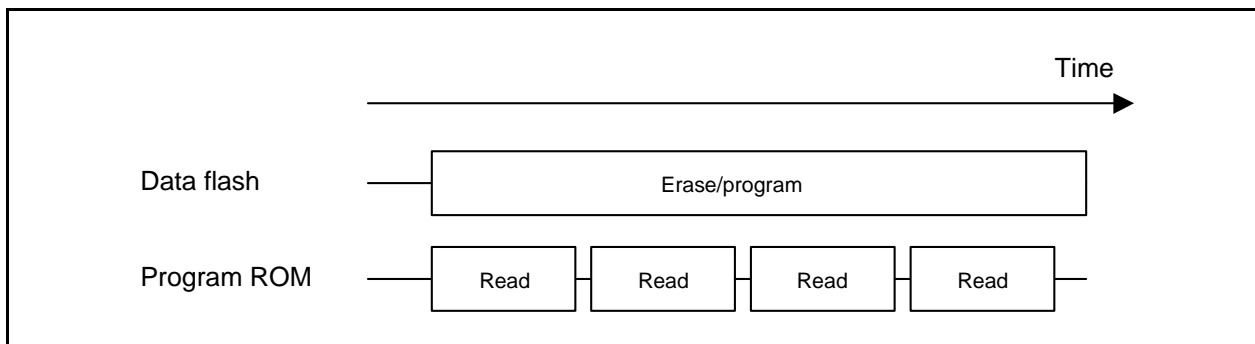 Time
Data flash
Erase/program
Program ROM
Read Read Read Read